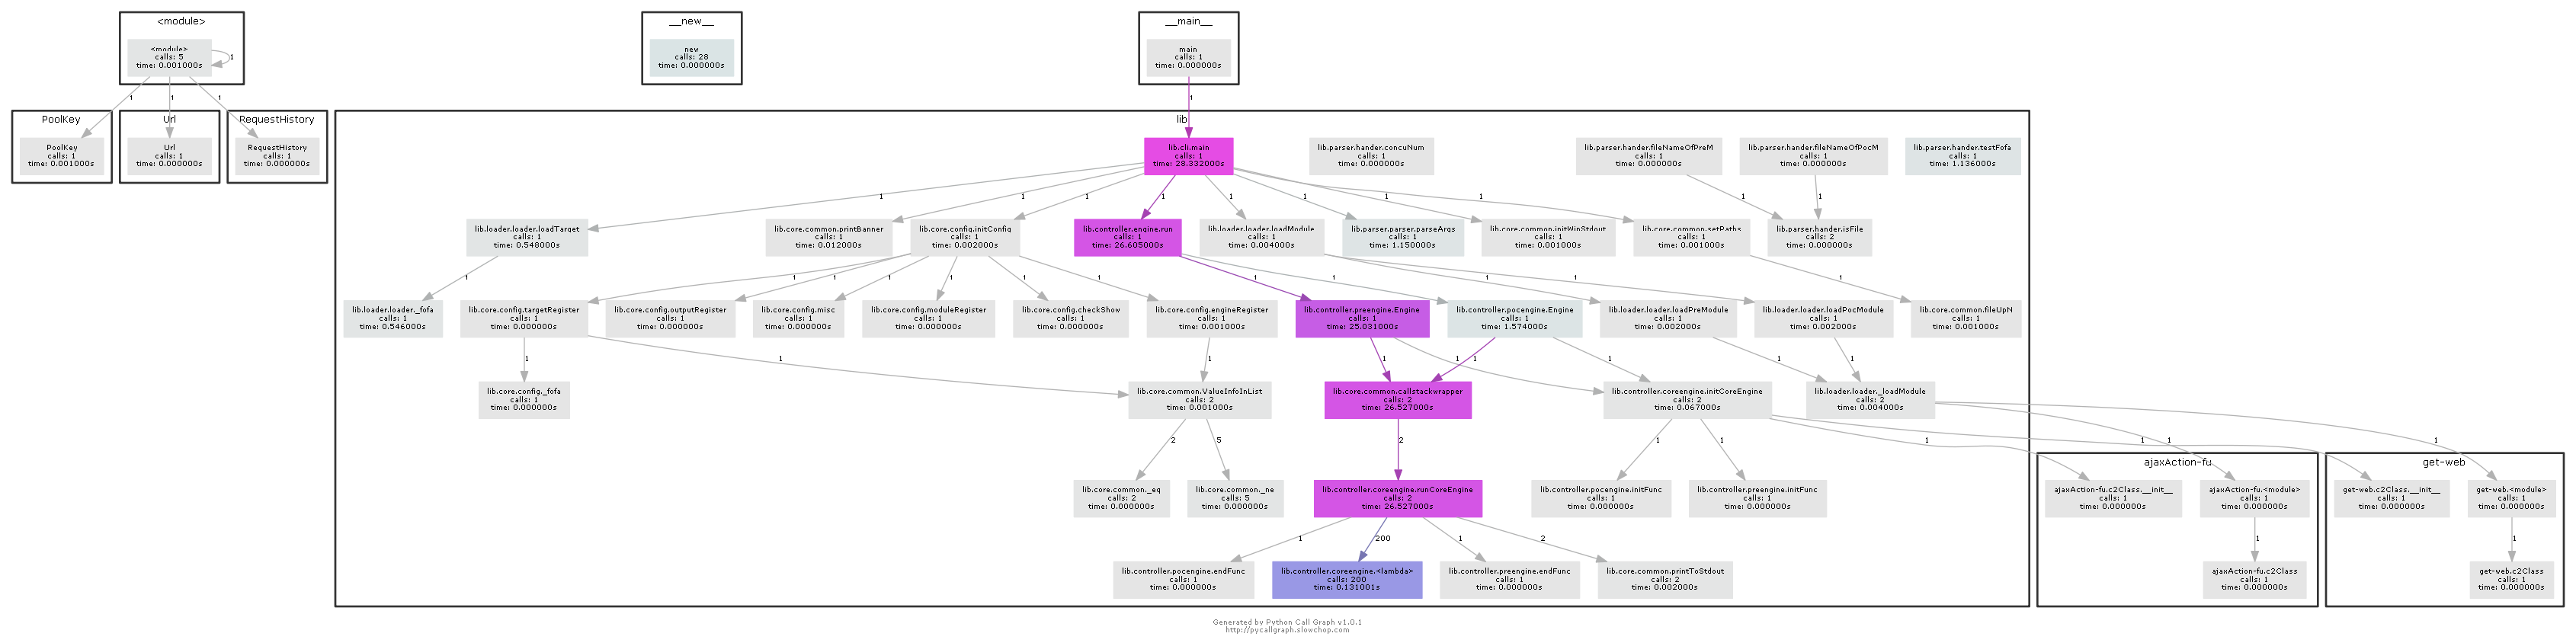 <module>
<module>
calls: 5
time: 0.001000s
1
__new__
new
calls: 28
time: 0.000000s
__main__
main
calls: 1
time: 0.000000s
1
1
1
1
PoolKey
PoolKey
calls: 1
time: 0.001000s
Url
Url
calls: 1
time: 0.000000s
RequestHistory
RequestHistory
calls: 1
time: 0.000000s
lib
lib.cli.main
calls: 1
time: 28.332000s
lib.parser.hander.concuNum
calls: 1
time: 0.000000s
lib.parser.hander.fileNameOfPreM
calls: 1
time: 0.000000s
lib.parser.hander.fileNameOfPocM
calls: 1
time: 0.000000s
lib.parser.hander.testFofa
calls: 1
time: 1.136000s
1
1
1
1
1
1
1
1
1
1
lib.loader.loader.loadTarget
calls: 1
time: 0.548000s
lib.core.common.printBanner
calls: 1
time: 0.012000s
lib.core.config.initConfig
calls: 1
time: 0.002000s
lib.controller.engine.run
calls: 1
time: 26.605000s
lib.loader.loader.loadModule
calls: 1
time: 0.004000s
lib.parser.parser.parseArgs
calls: 1
time: 1.150000s
lib.core.common.initWinStdout
calls: 1
time: 0.001000s
lib.core.common.setPaths
calls: 1
time: 0.001000s
lib.parser.hander.isFile
calls: 2
time: 0.000000s
1
1
1
1
1
1
1
1
1
1
1
1
lib.loader.loader._fofa
calls: 1
time: 0.546000s
lib.core.config.targetRegister
calls: 1
time: 0.000000s
lib.core.config.outputRegister
calls: 1
time: 0.000000s
lib.core.config.misc
calls: 1
time: 0.000000s
lib.core.config.moduleRegister
calls: 1
time: 0.000000s
lib.core.config.checkShow
calls: 1
time: 0.000000s
lib.core.config.engineRegister
calls: 1
time: 0.001000s
lib.controller.preengine.Engine
calls: 1
time: 25.031000s
lib.controller.pocengine.Engine
calls: 1
time: 1.574000s
lib.loader.loader.loadPreModule
calls: 1
time: 0.002000s
lib.loader.loader.loadPocModule
calls: 1
time: 0.002000s
lib.core.common.fileUpN
calls: 1
time: 0.001000s
1
1
1
1
1
1
1
1
1
lib.core.config._fofa
calls: 1
time: 0.000000s
lib.core.common.ValueInfoInList
calls: 2
time: 0.001000s
lib.core.common.callstackwrapper
calls: 2
time: 26.527000s
lib.controller.coreengine.initCoreEngine
calls: 2
time: 0.067000s
lib.loader.loader._loadModule
calls: 2
time: 0.004000s
2
5
2
1
1
1
1
1
1
lib.core.common._eq
calls: 2
time: 0.000000s
lib.core.common._ne
calls: 5
time: 0.000000s
lib.controller.coreengine.runCoreEngine
calls: 2
time: 26.527000s
lib.controller.pocengine.initFunc
calls: 1
time: 0.000000s
lib.controller.preengine.initFunc
calls: 1
time: 0.000000s
ajaxAction-fu
ajaxAction-fu.c2Class.__init__
calls: 1
time: 0.000000s
ajaxAction-fu.<module>
calls: 1
time: 0.000000s
get-web
get-web.c2Class.__init__
calls: 1
time: 0.000000s
get-web.<module>
calls: 1
time: 0.000000s
1
200
1
2
1
1
lib.controller.pocengine.endFunc
calls: 1
time: 0.000000s
lib.controller.coreengine.<lambda>
calls: 200
time: 0.131001s
lib.controller.preengine.endFunc
calls: 1
time: 0.000000s
lib.core.common.printToStdout
calls: 2
time: 0.002000s
ajaxAction-fu.c2Class
calls: 1
time: 0.000000s
get-web.c2Class
calls: 1
time: 0.000000s
Generated by Python Call Graph v1.0.1
http://pycallgraph.slowchop.com